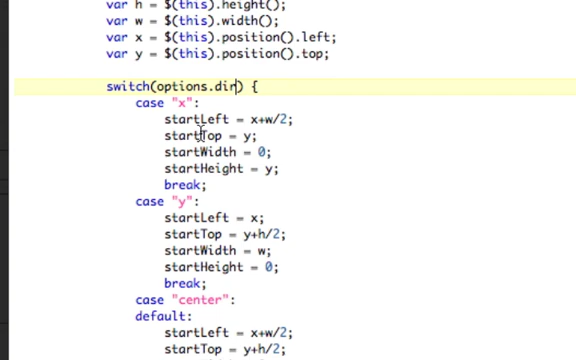 var h = $(this).height();
var w = $(this).width();
var x = $(this).position().left;
var y = $(this).position().top;
switch(options.dir) {
case "x":
startLeft = x+w/2;
startTop = y;
startWidth = 0;
startHeight = y;
break;
case "y":
startLeft = x;
startTop = y+h/2;
startWidth = w;
startHeight = 0;
break;
case "center":
default:
startLeft = x+w/2;
startTop = y+h/2;